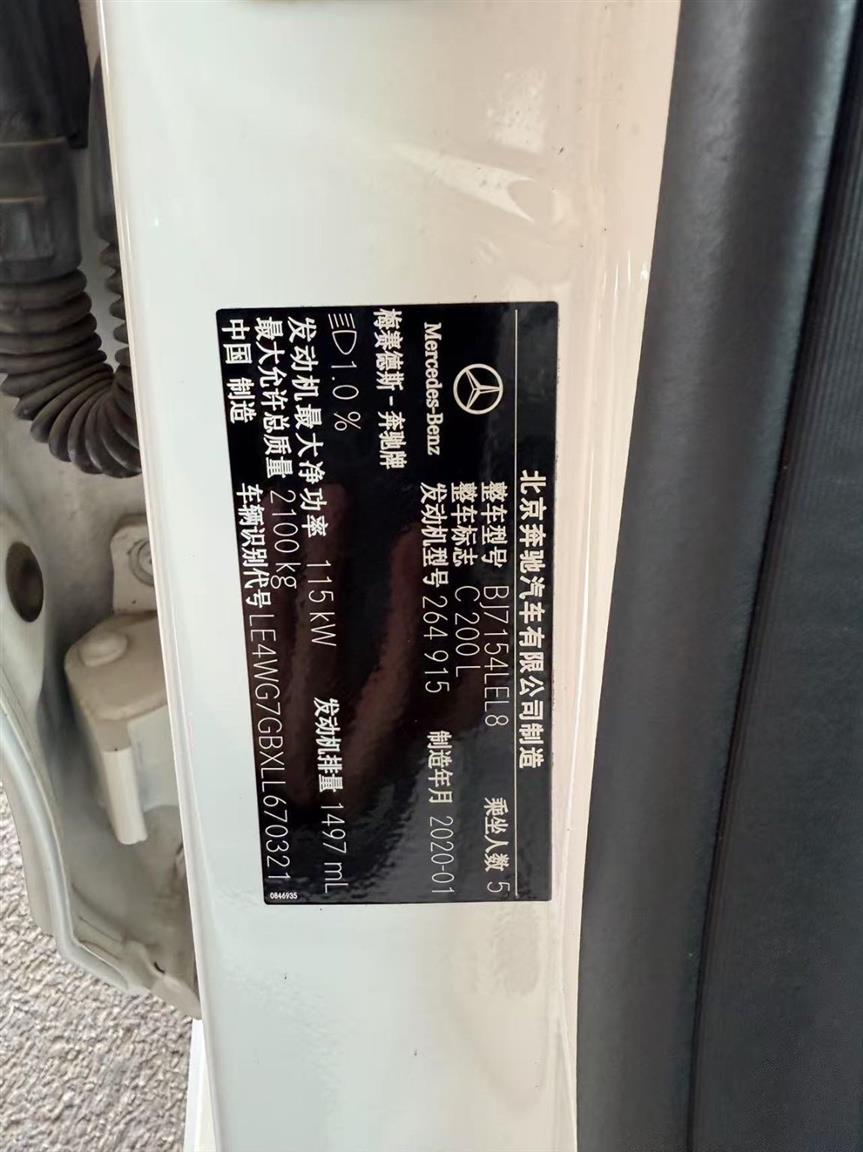 北京奔驰汽车有限公司制造
Mercedes-Benz
梅赛德斯-奔驰牌
整车型号 BJ7154LEL8 乘坐人数 5
整车标志 C 200 L
发动机型号 264 915 制造年月 2020-01
1.0 %
发动机最大净功率 115 kW 发动机排量 1497 mL
最大允许总质量 2100 kg
中国 制造 车辆识别代号 LE4WG7GBXLL670321
0846935